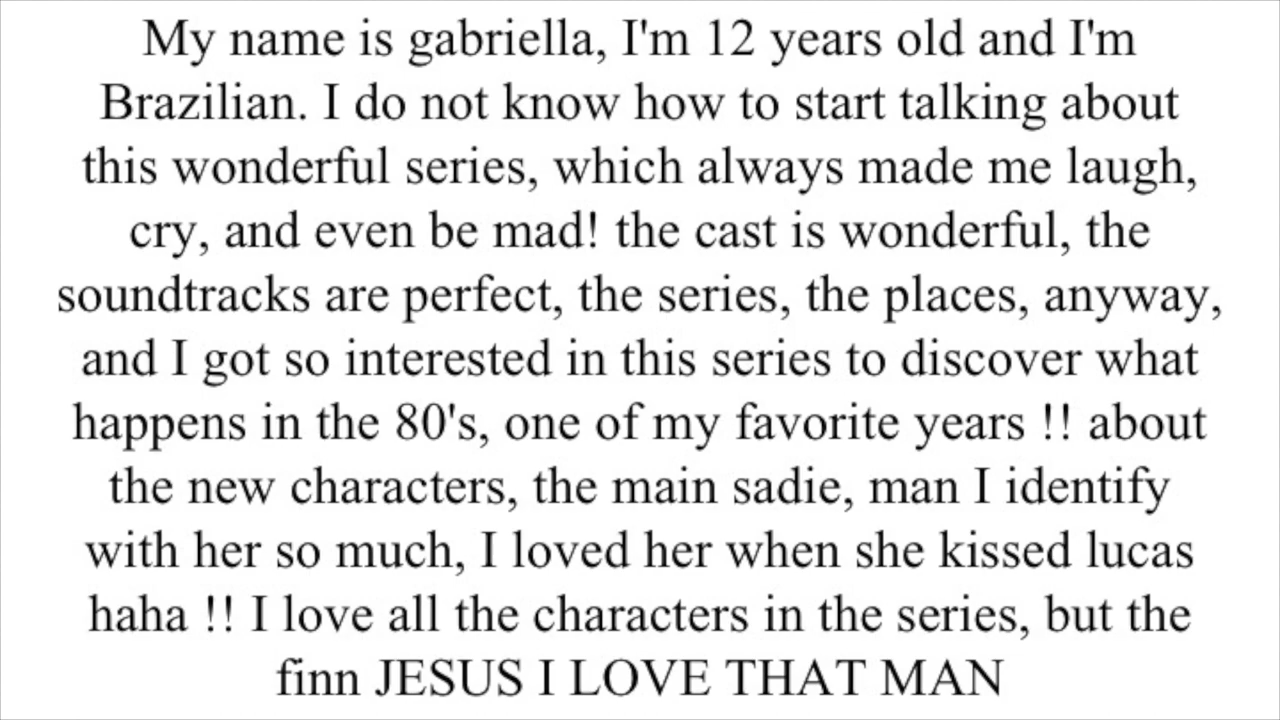 My name is gabriella, I'm 12 years old and I'm
Brazilian. I do not know how to start talking about
this wonderful series, which always made me laugh,
cry, and even be mad! the cast is wonderful, the
soundtracks are perfect, the series, the places, anyway,
and I got so interested in this series to discover what
happens in the 80's, one of my favorite years !! about
the new characters, the main sadie, man I identify
with her so much, I loved her when she kissed lucas
haha !! I love all the characters in the series, but the
finn JESUS I LOVE THAT MAN